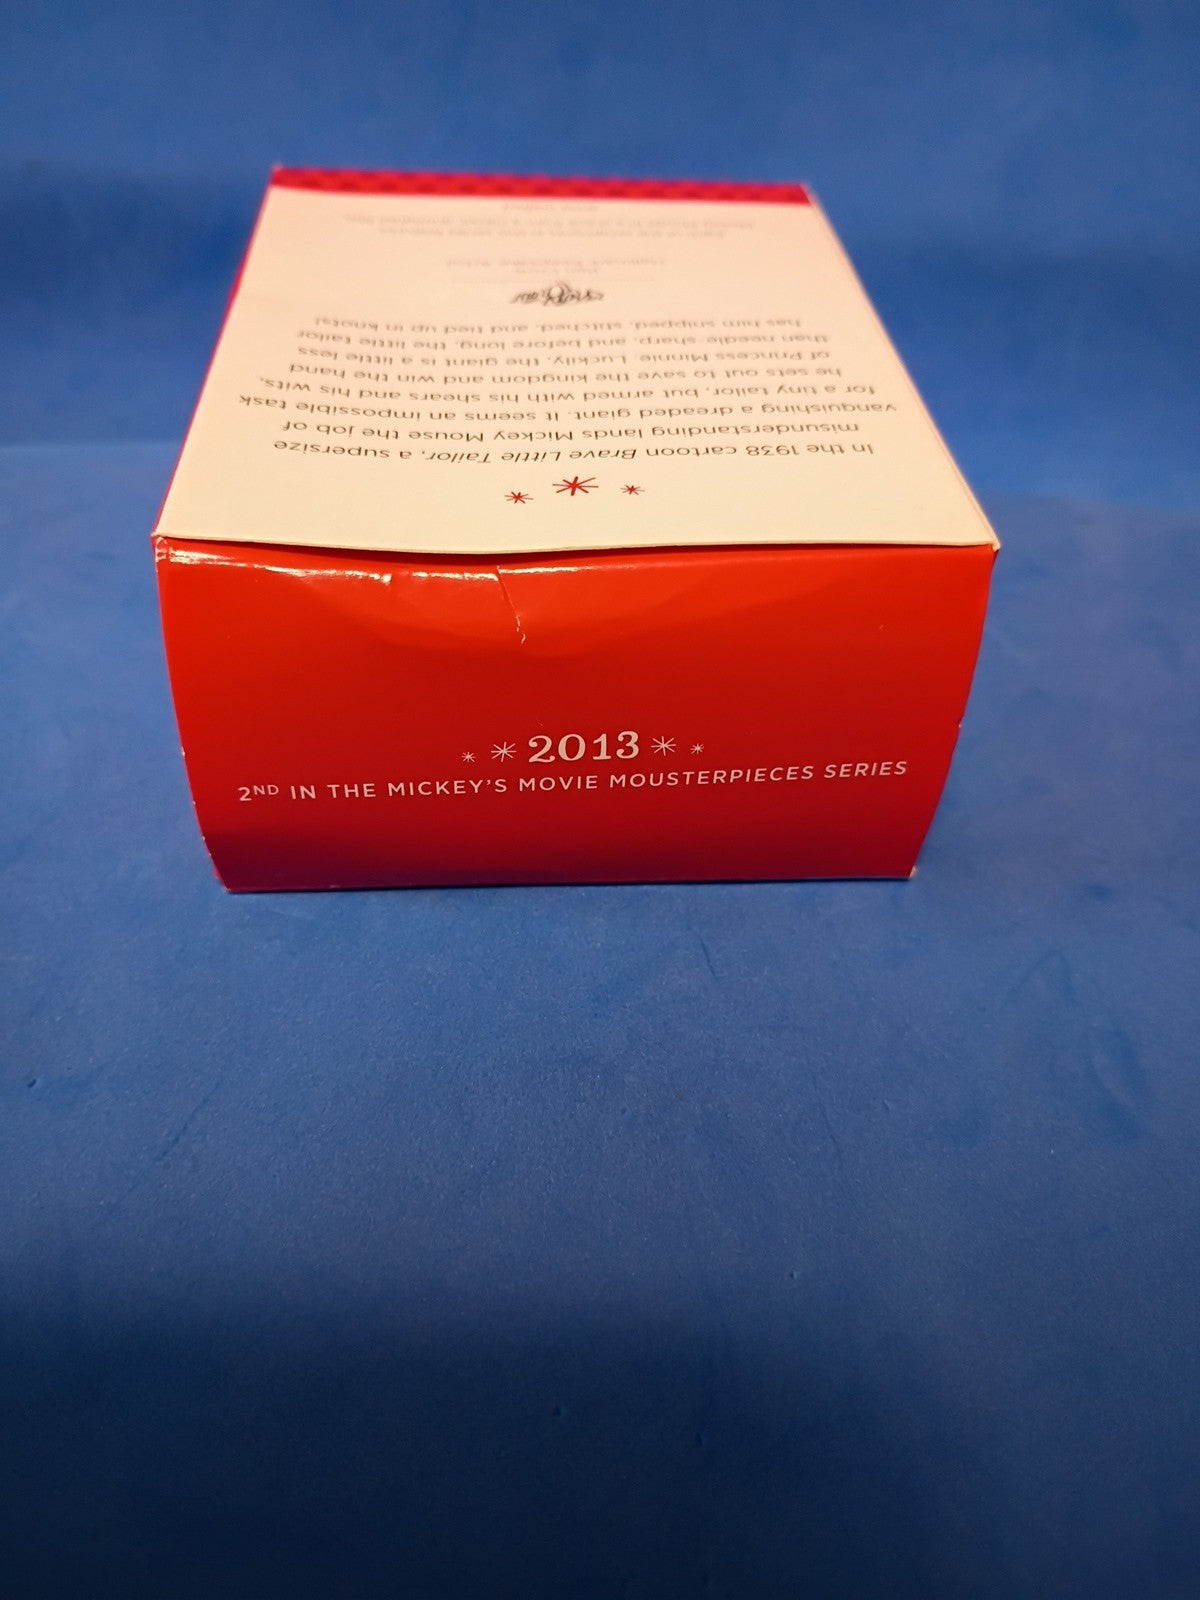 In the 1938 cartoon Brave Little Tailor, a supersize
misunderstanding lands Mickey Mouse the job of
vanquishing a dreaded giant. It seems an impossible task
for a tiny tailor, but armed with his shears and his wits,
he sets out to save the kingdom and win the hand
of Princess Minnie. Luckily, the giant is a little less
than needle-sharp, and before long, the little tailor
has him snipped, stitched, and tied up in knots!
Hallmark Keepsake Artist
2013
2ND IN THE MICKEY'S MOVIE MOUSTERPIECES SERIES